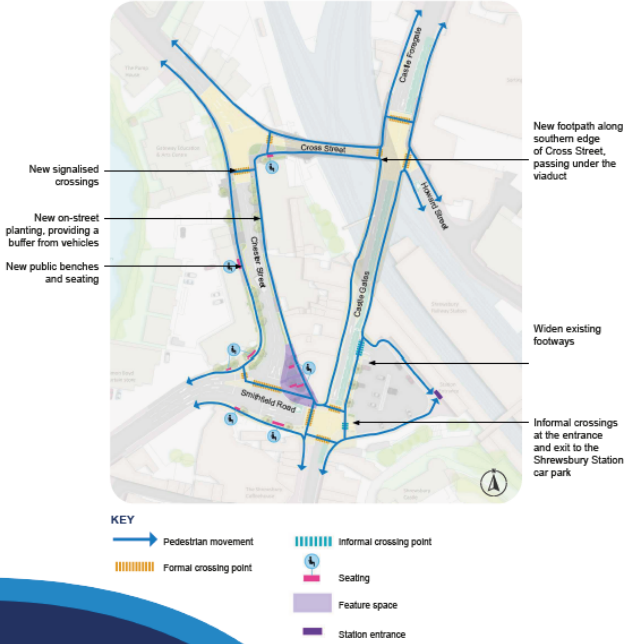 Castle Foregate
Cross Street
New footpath along
southern edge
of Cross Street,
passing under the
viaduct
New signalised
crossings
Howard Street
New on-street
planting, providing a
buffer from vehicles
Chester Street
New public benches
and seating
Castle Gates
Widen existing
footways
Smithfield Road
Informal crossings
at the entrance
and exit to the
Shrewsbury Station
car park
KEY
Pedestrian movement
Informal crossing point
Formal crossing point
Seating
Feature space
Station entrance